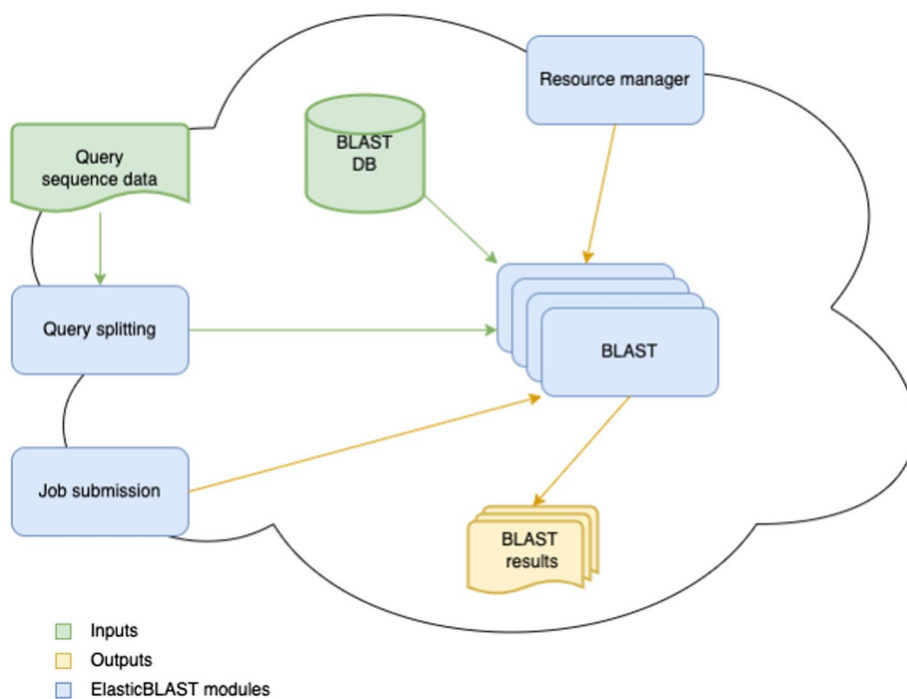 Resource manager
Query
sequence data
BLAST
DB
Query splitting
BLAST
Job submission
BLAST
results
Inputs
Outputs
ElasticBLAST modules